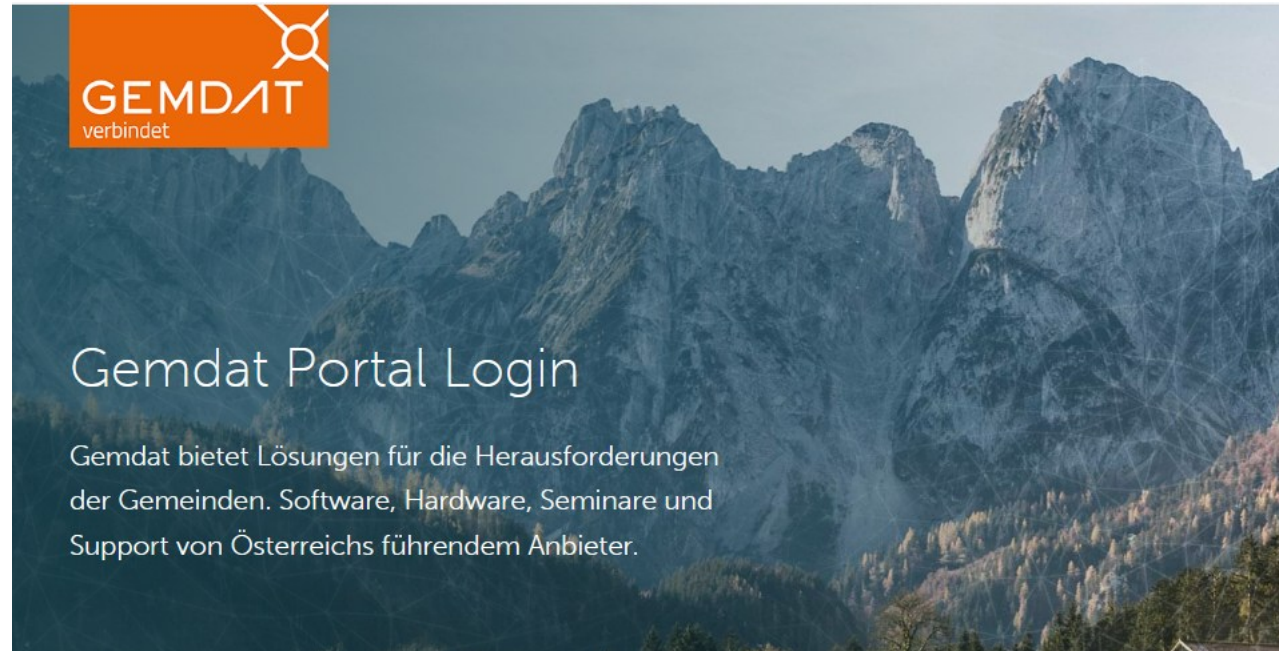 GEMDAT
verbindet
Gemdat Portal Login
Gemdat bietet Lösungen für die Herausforderungen
der Gemeinden. Software, Hardware, Seminare und
Support von Österreichs führendem Anbieter.